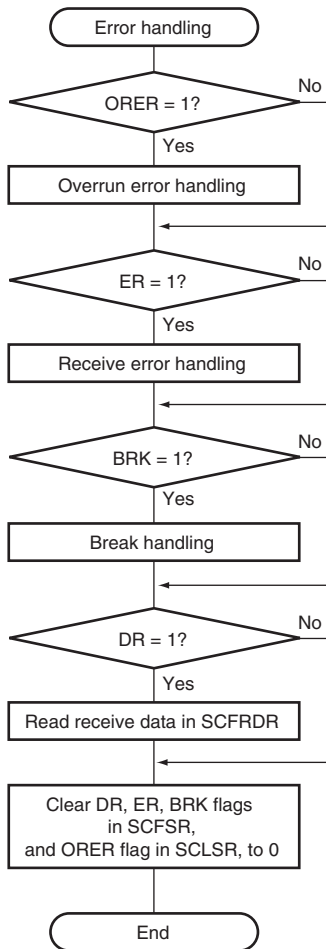 Error handling
ORER = 1?
No
Yes
Overrun error handling
ER = 1?
No
Yes
Receive error handling
BRK = 1?
No
Yes
Break handling
DR = 1?
No
Yes
Read receive data in SCFRDR
Clear DR, ER, BRK flags
in SCFSR,
and ORER flag in SCLSR, to 0
End